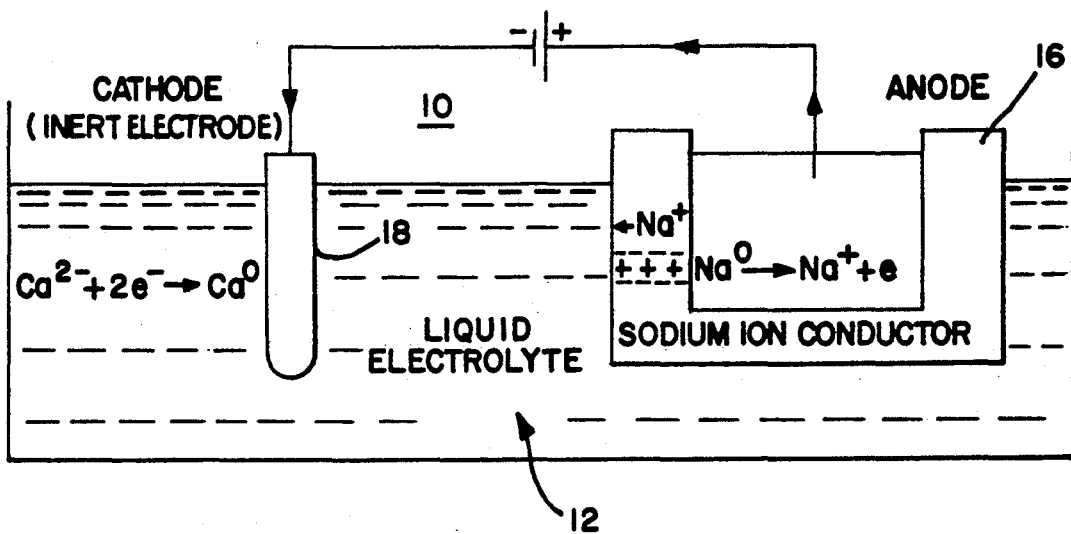 - +
CATHODE
(INERT ELECTRODE)
10
ANODE
16
←Na⁺
18
Ca²⁻+2e⁻→Ca⁰
+ + + Na⁰→Na⁺+e
LIQUID
ELECTROLYTE
SODIUM ION CONDUCTOR
12